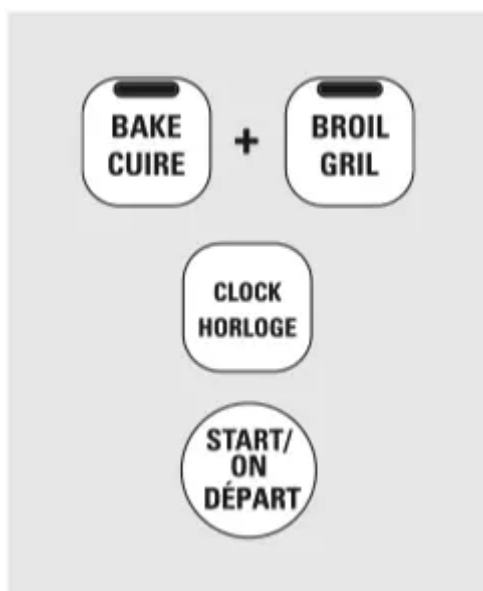 BAKE
CUIRE
+
BROIL
GRIL
CLOCK
HORLOGE
START/
ON
DÉPART